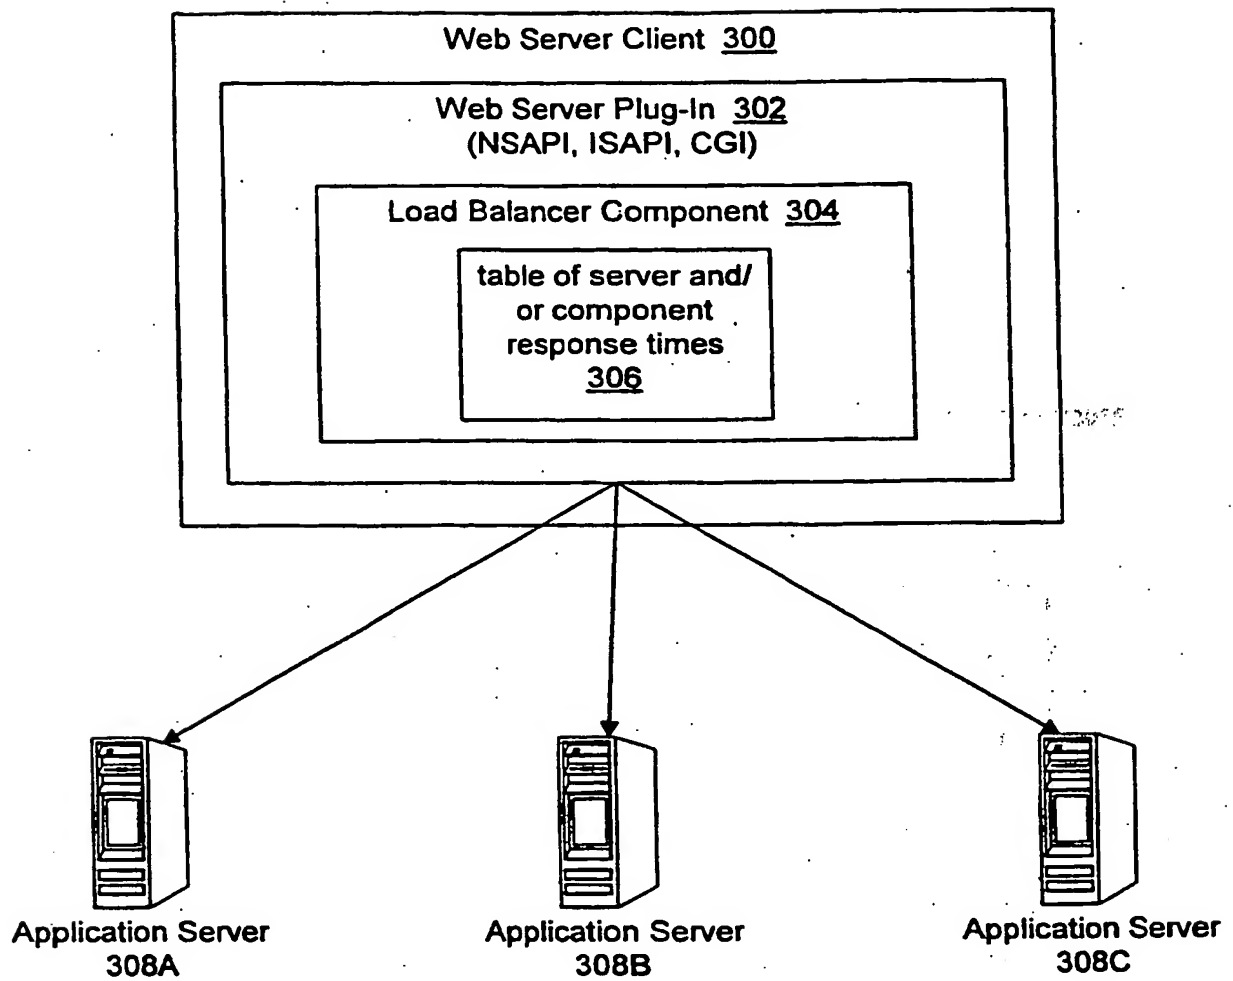 Web Server Client 300
Web Server Plug-In 302
(NSAPI, ISAPI, CGI)
Load Balancer Component 304
table of server and/
or component
response times
306
Application Server
308A
Application Server
308B
Application Server
308C